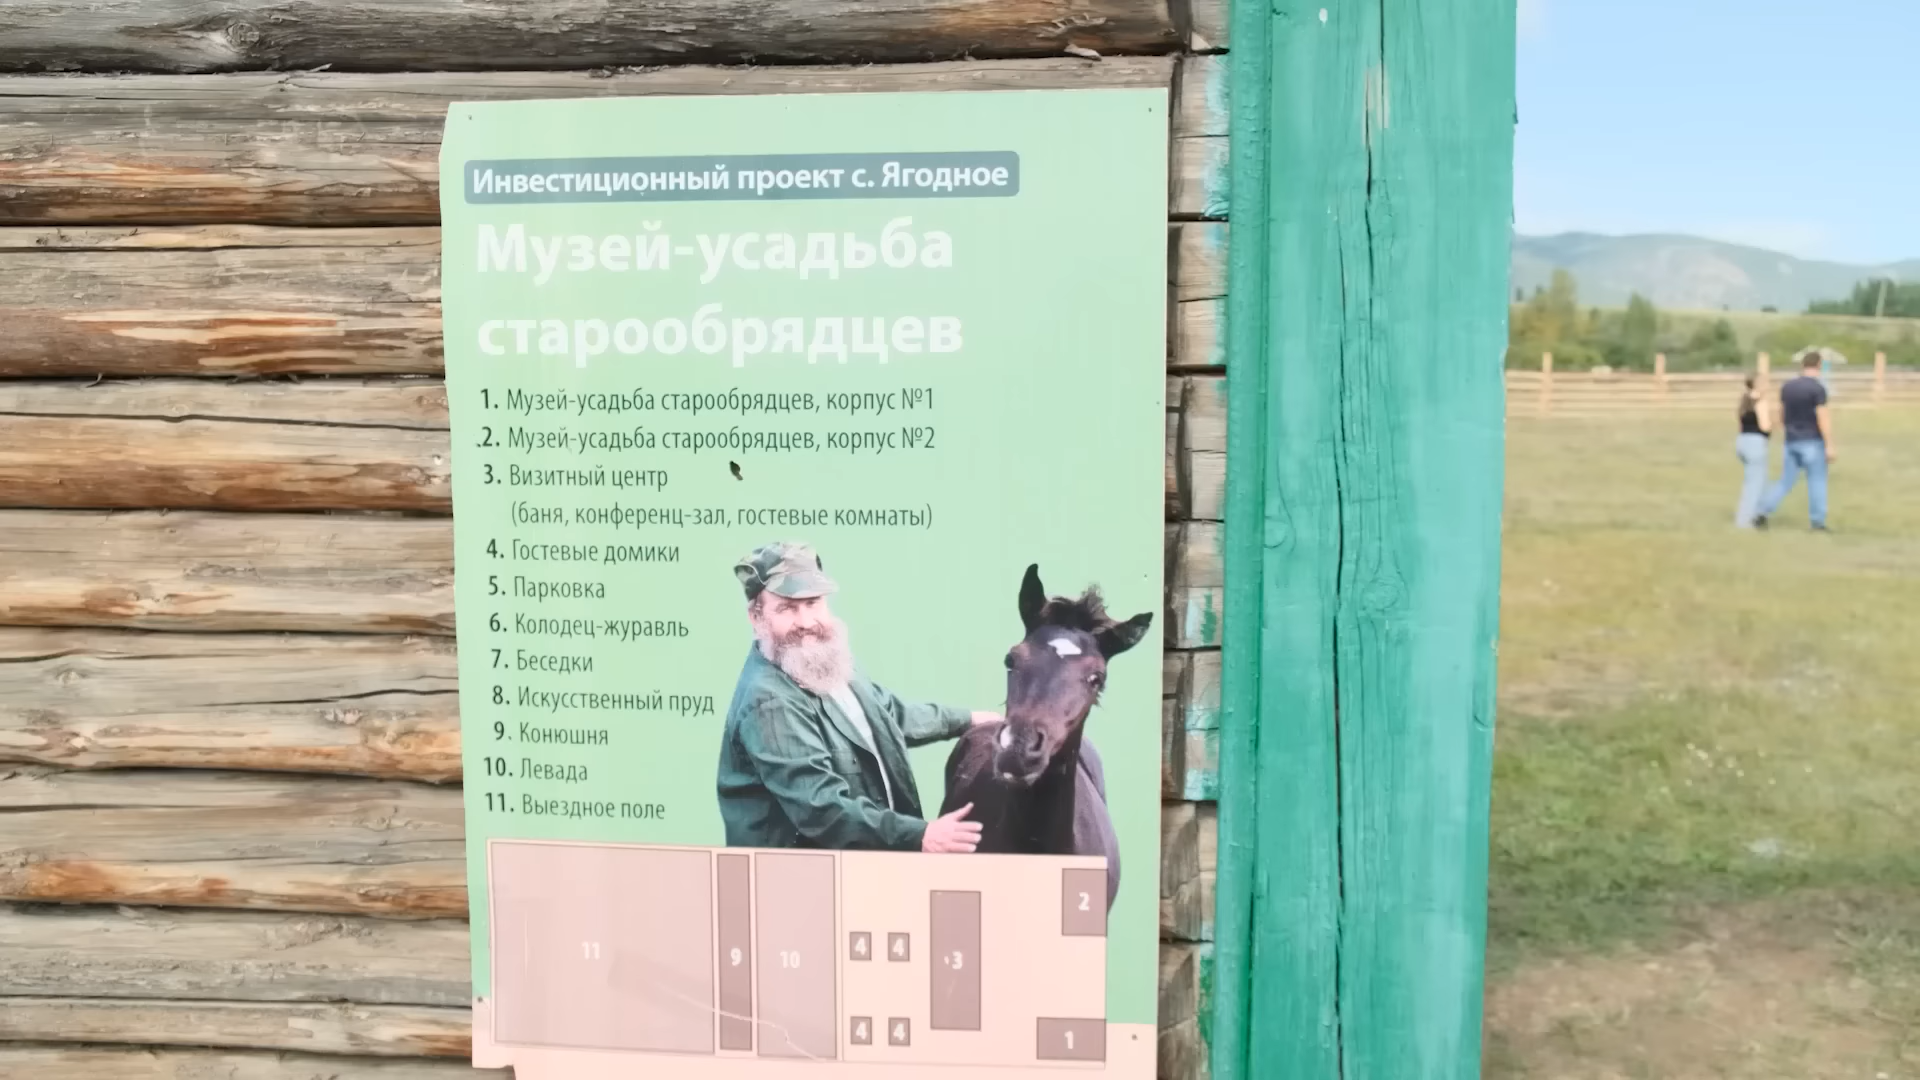 Инвестиционный проект с. Ягодное
Музей-усадьба
старообрядцев
1. Музей-усадьба старообрядцев, корпус №1
2. Музей-усадьба старообрядцев, корпус №2
3. Визитный центр
(баня, конференц-зал, гостевые комнаты)
4. Гостевые домики
5. Парковка
6. Колодец-журавль
7. Беседки
8. Искусственный пруд
9. Конюшня
10. Левада
11. Выездное поле
2
11 9 10 4 4 3
4 4 1